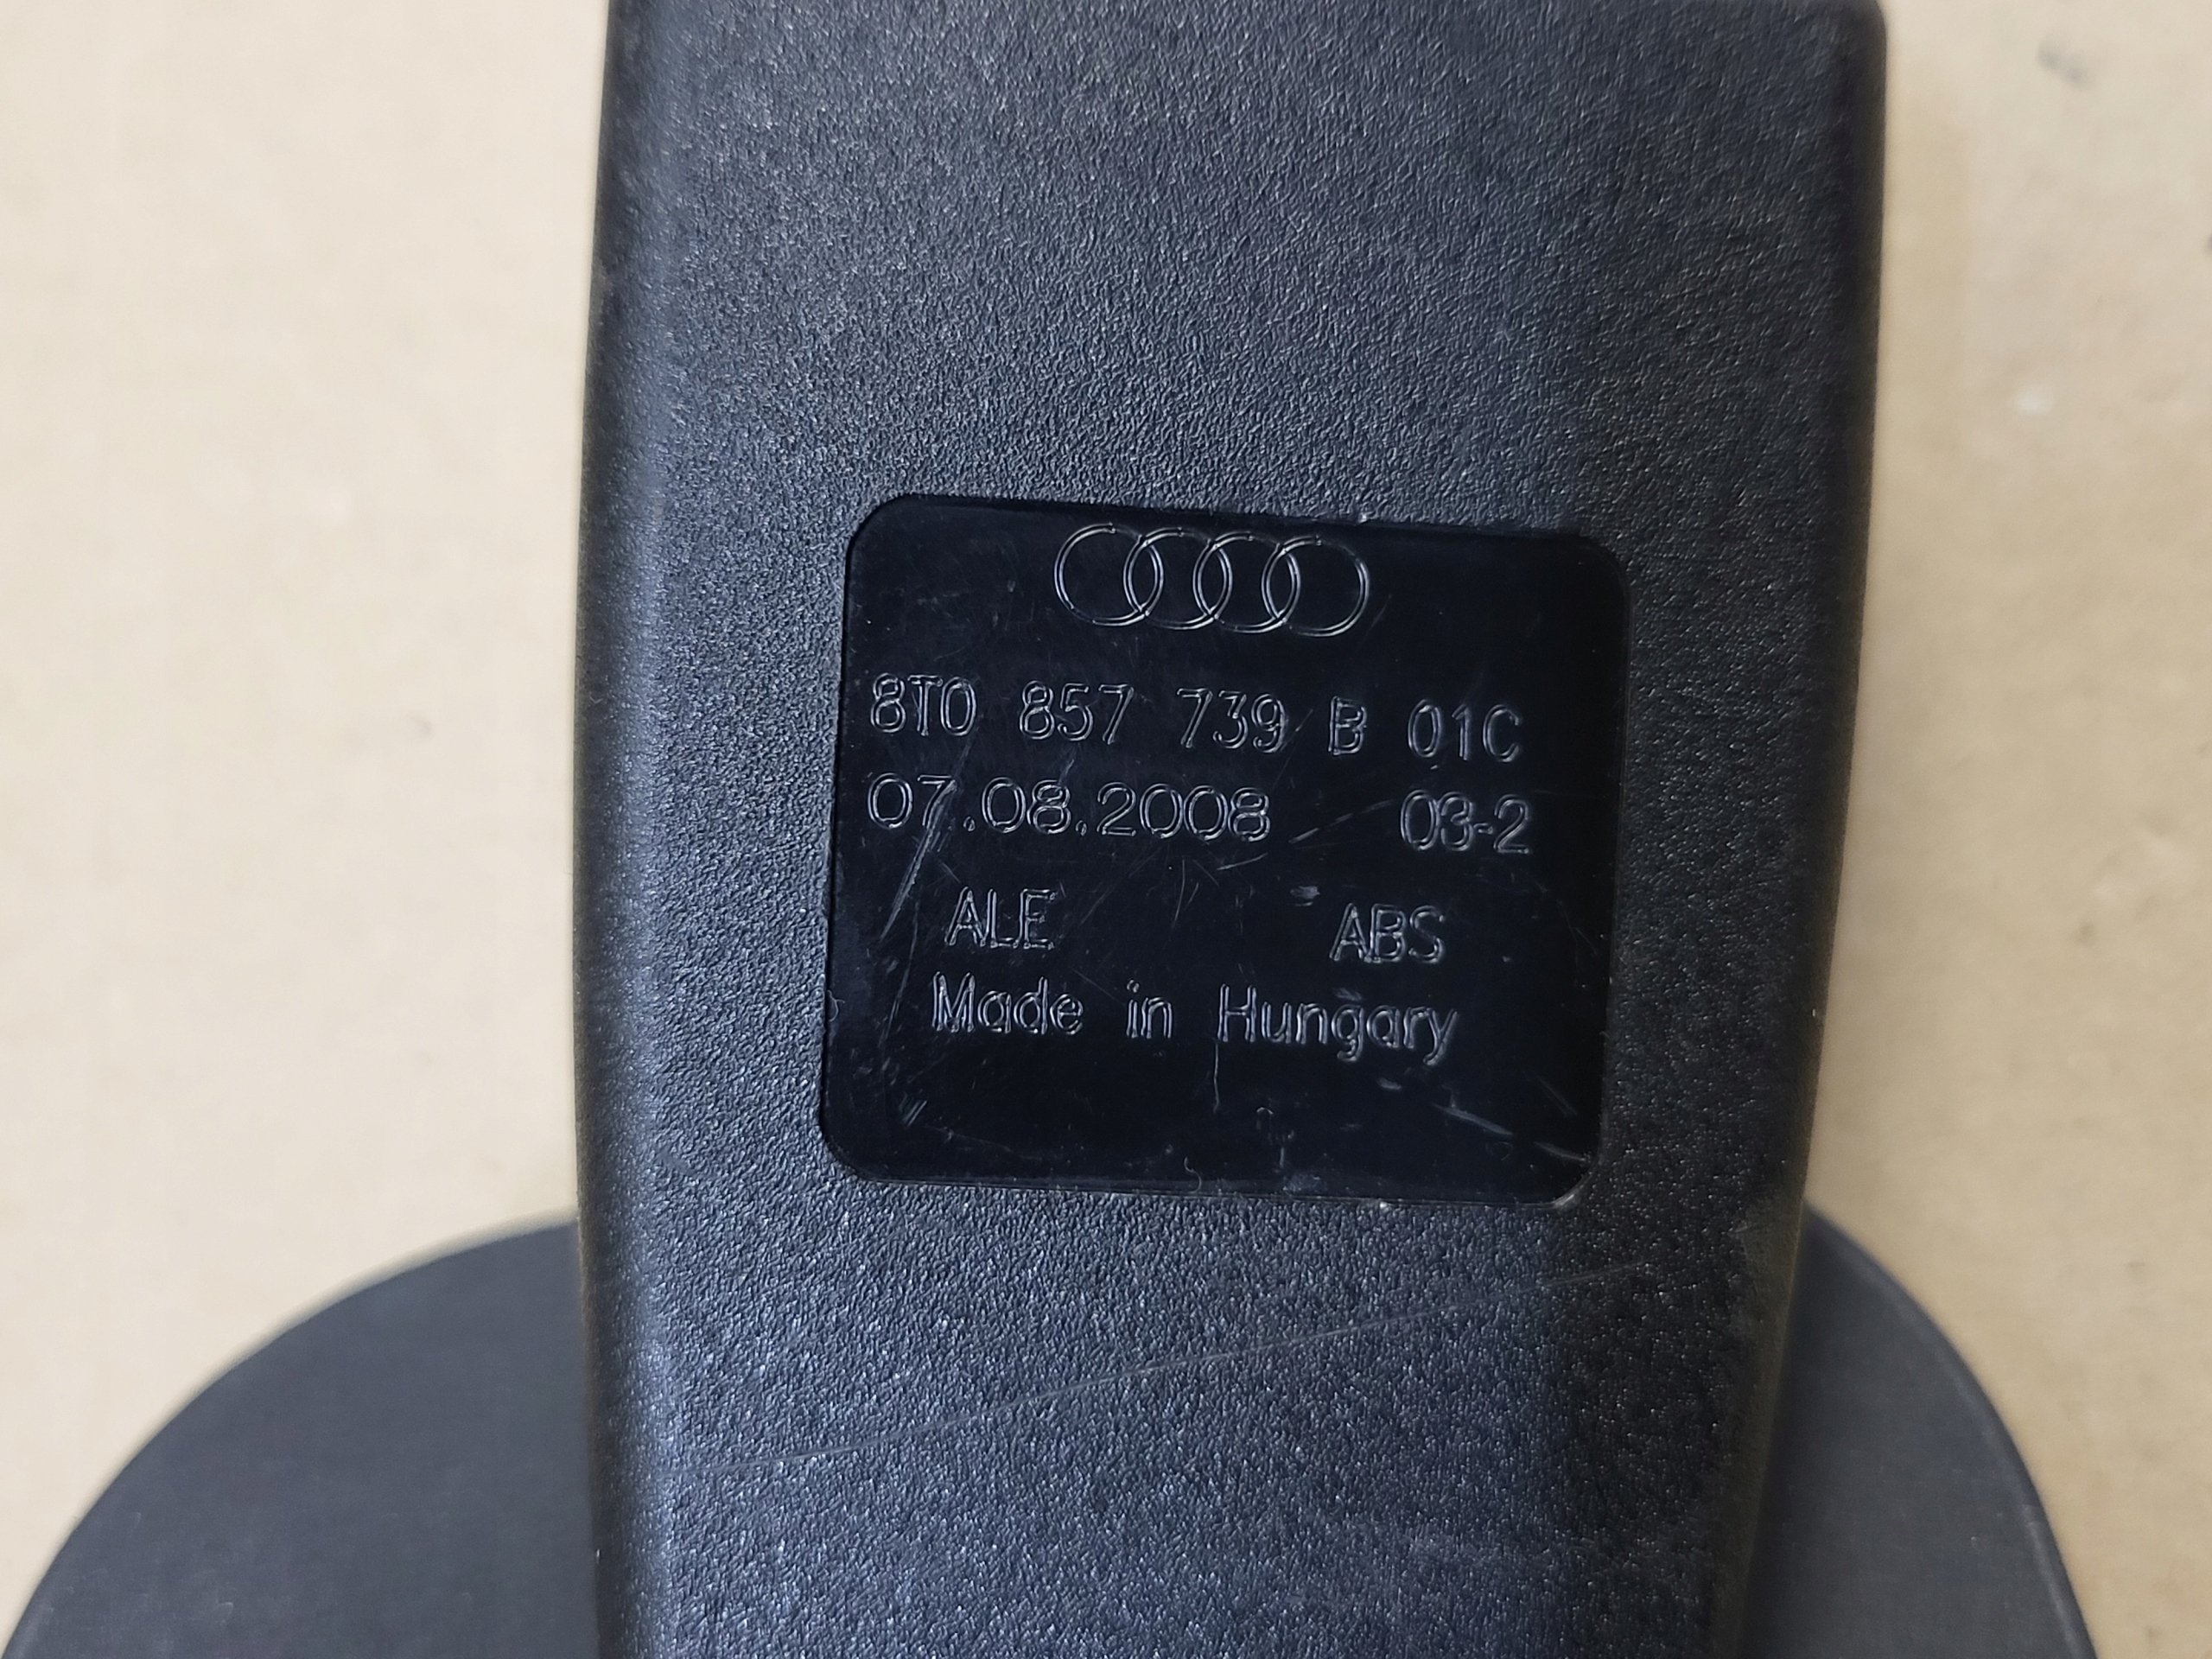 8T0 857 739 B 01C
07.08.2008 03-2
ALE ABS
Made in Hungary